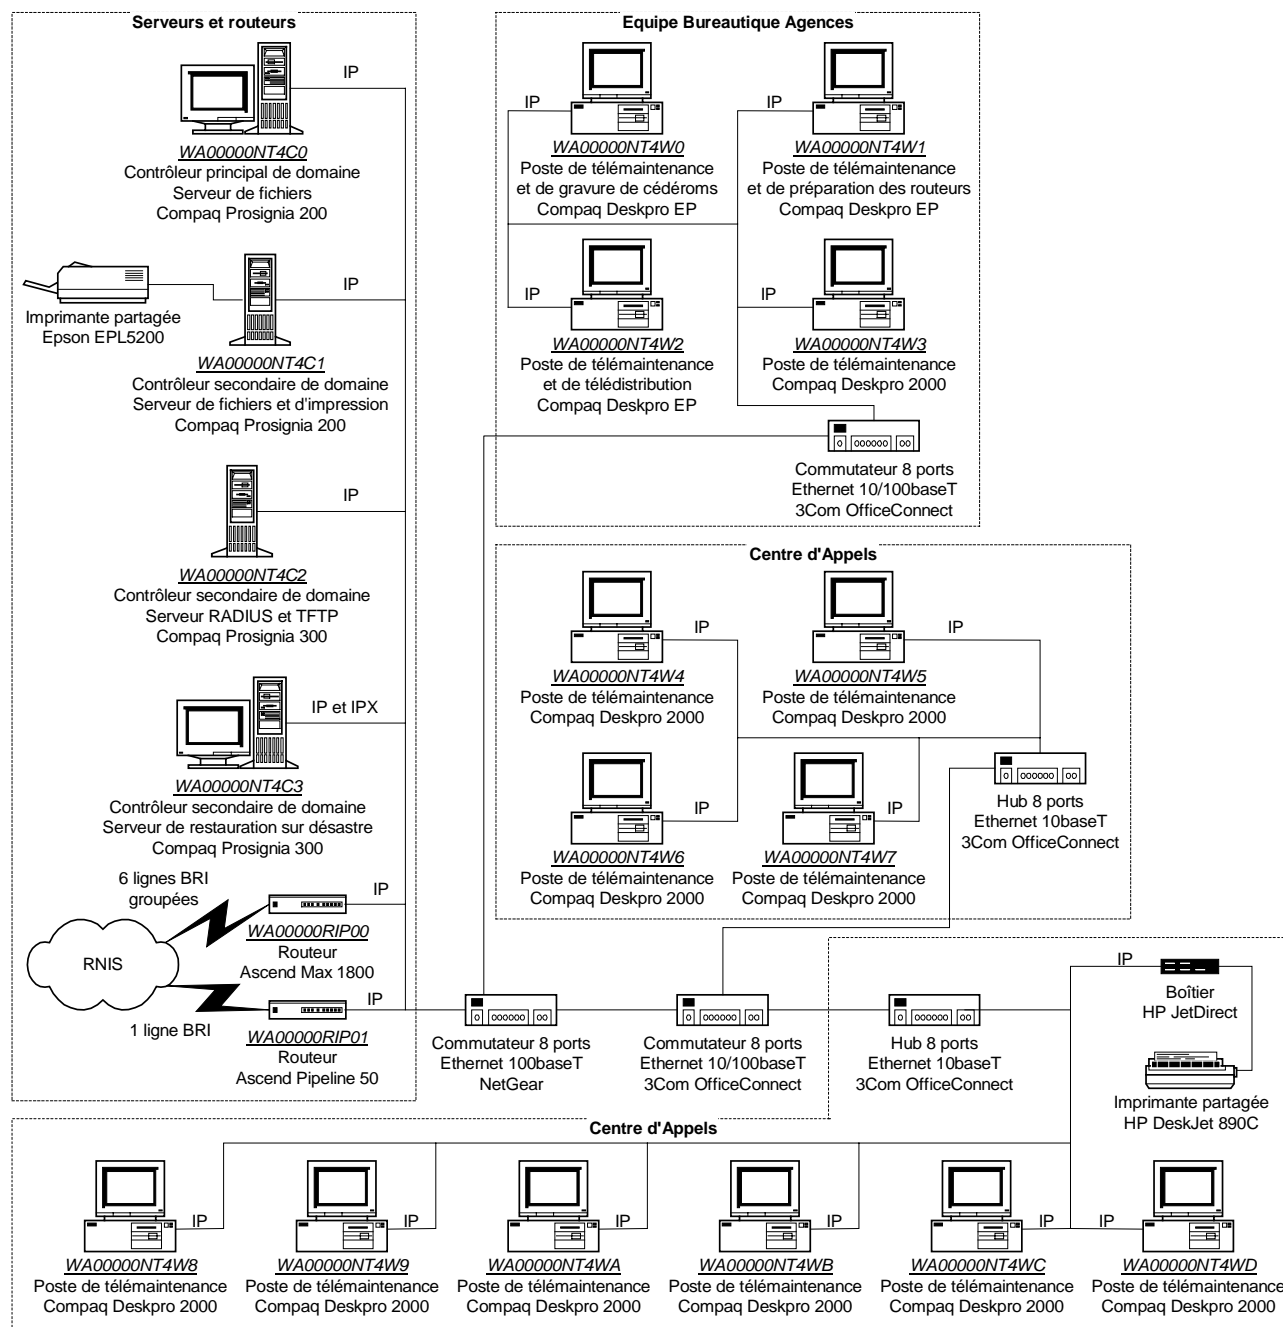 Serveurs et routeurs
IP
WA00000NT4C0
Contrôleur principal de domaine
Serveur de fichiers
Compaq Prosignia 200
IP
Imprimante partagée
Epson EPL5200
WA00000NT4C1
Contrôleur secondaire de domaine
Serveur de fichiers et d'impression
Compaq Prosignia 200
IP
WA00000NT4C2
Contrôleur secondaire de domaine
Serveur RADIUS et TFTP
Compaq Prosignia 300
IP et IPX
WA00000NT4C3
Contrôleur secondaire de domaine
Serveur de restauration sur désastre
Compaq Prosignia 300
6 lignes BRI
groupées
IP
WA00000RIP00
Routeur
Ascend Max 1800
RNIS
IP
1 ligne BRI
WA00000RIP01
Routeur
Ascend Pipeline 50
Equipe Bureautique Agences
IP
WA00000NT4W0
Poste de télémaintenance
et de gravure de cédéroms
Compaq Deskpro EP
IP
WA00000NT4W1
Poste de télémaintenance
et de préparation des routeurs
Compaq Deskpro EP
IP
WA00000NT4W2
Poste de télémaintenance
et de télédistribution
Compaq Deskpro EP
IP
WA00000NT4W3
Poste de télémaintenance
Compaq Deskpro 2000
Commutateur 8 ports
Ethernet 10/100baseT
3Com OfficeConnect
Centre d'Appels
IP
WA00000NT4W4
Poste de télémaintenance
Compaq Deskpro 2000
IP
WA00000NT4W5
Poste de télémaintenance
Compaq Deskpro 2000
IP
WA00000NT4W6
Poste de télémaintenance
Compaq Deskpro 2000
IP
WA00000NT4W7
Poste de télémaintenance
Compaq Deskpro 2000
Hub 8 ports
Ethernet 10baseT
3Com OfficeConnect
Commutateur 8 ports
Ethernet 100baseT
NetGear
Commutateur 8 ports
Ethernet 10/100baseT
3Com OfficeConnect
Hub 8 ports
Ethernet 10baseT
3Com OfficeConnect
IP
Boîtier
HP JetDirect
Imprimante partagée
HP DeskJet 890C
Centre d'Appels
IP
WA00000NT4W8
Poste de télémaintenance
Compaq Deskpro 2000
IP
WA00000NT4W9
Poste de télémaintenance
Compaq Deskpro 2000
IP
WA00000NT4WA
Poste de télémaintenance
Compaq Deskpro 2000
IP
WA00000NT4WB
Poste de télémaintenance
Compaq Deskpro 2000
IP
WA00000NT4WC
Poste de télémaintenance
Compaq Deskpro 2000
IP
WA00000NT4WD
Poste de télémaintenance
Compaq Deskpro 2000